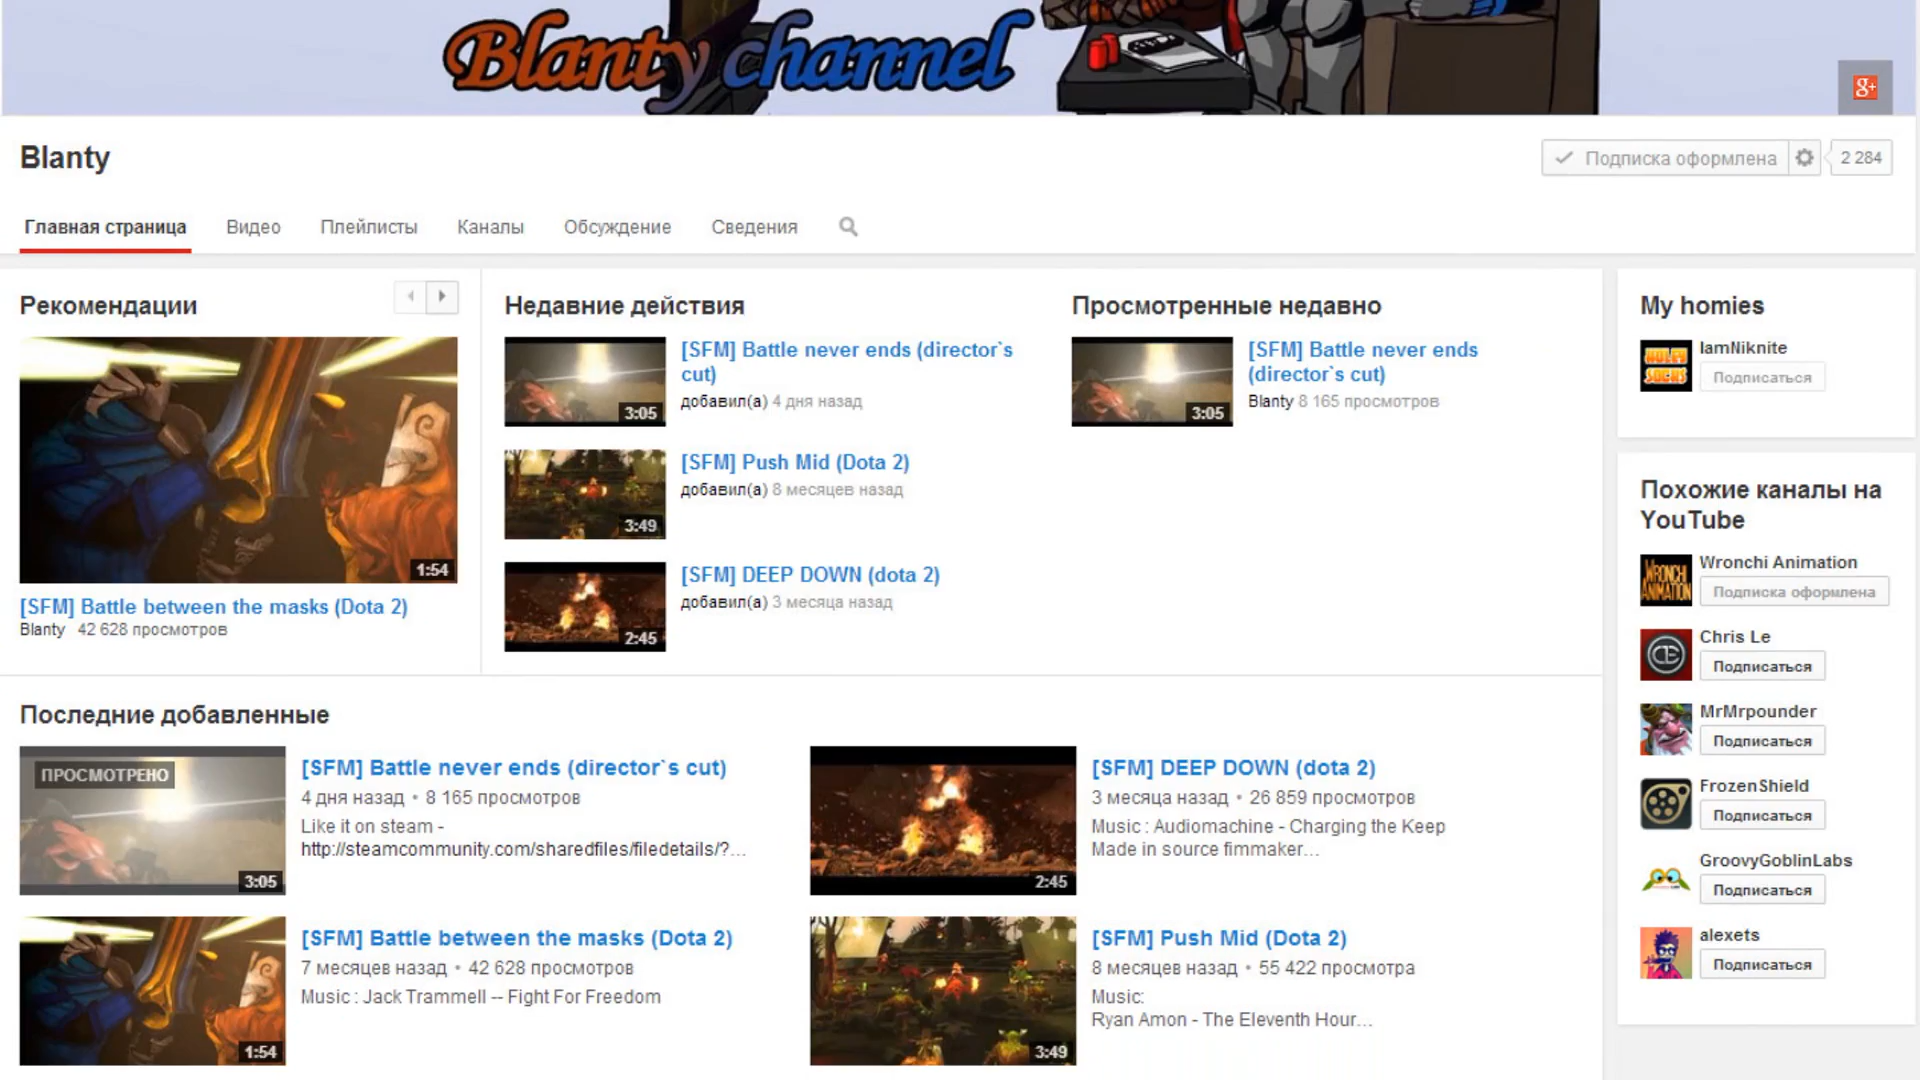 Blanty channel
g+
Blanty
Подписка оформлена
2 284
Главная страница
Видео
Плейлисты
Каналы
Обсуждение
Сведения
Рекомендации
1:54
[SFM] Battle between the masks (Dota 2)
Blanty 42 628 просмотров
Недавние действия
3:05
[SFM] Battle never ends (director`s
cut)
добавил(а) 4 дня назад
3:49
[SFM] Push Mid (Dota 2)
добавил(а) 8 месяцев назад
2:45
[SFM] DEEP DOWN (dota 2)
добавил(а) 3 месяца назад
Просмотренные недавно
3:05
[SFM] Battle never ends
(director`s cut)
Blanty 8 165 просмотров
Последние добавленные
ПРОСМОТРЕНО
3:05
[SFM] Battle never ends (director`s cut)
4 дня назад • 8 165 просмотров
Like it on steam -
http://steamcommunity.com/sharedfiles/filedetails/?...
2:45
[SFM] DEEP DOWN (dota 2)
3 месяца назад • 26 859 просмотров
Music : Audiomachine - Charging the Keep
Made in source fimmaker...
1:54
[SFM] Battle between the masks (Dota 2)
7 месяцев назад • 42 628 просмотров
Music : Jack Trammell -- Fight For Freedom
3:49
[SFM] Push Mid (Dota 2)
8 месяцев назад • 55 422 просмотра
Music:
Ryan Amon - The Eleventh Hour...
My homies
HOLEY
SOCKS
IamNiknite
Подписаться
Похожие каналы на
YouTube
WRONCHI
ANIMATION
Wronchi Animation
Подписка оформлена
Chris Le
Подписаться
MrMrpounder
Подписаться
FrozenShield
Подписаться
GroovyGoblinLabs
Подписаться
alexets
Подписаться